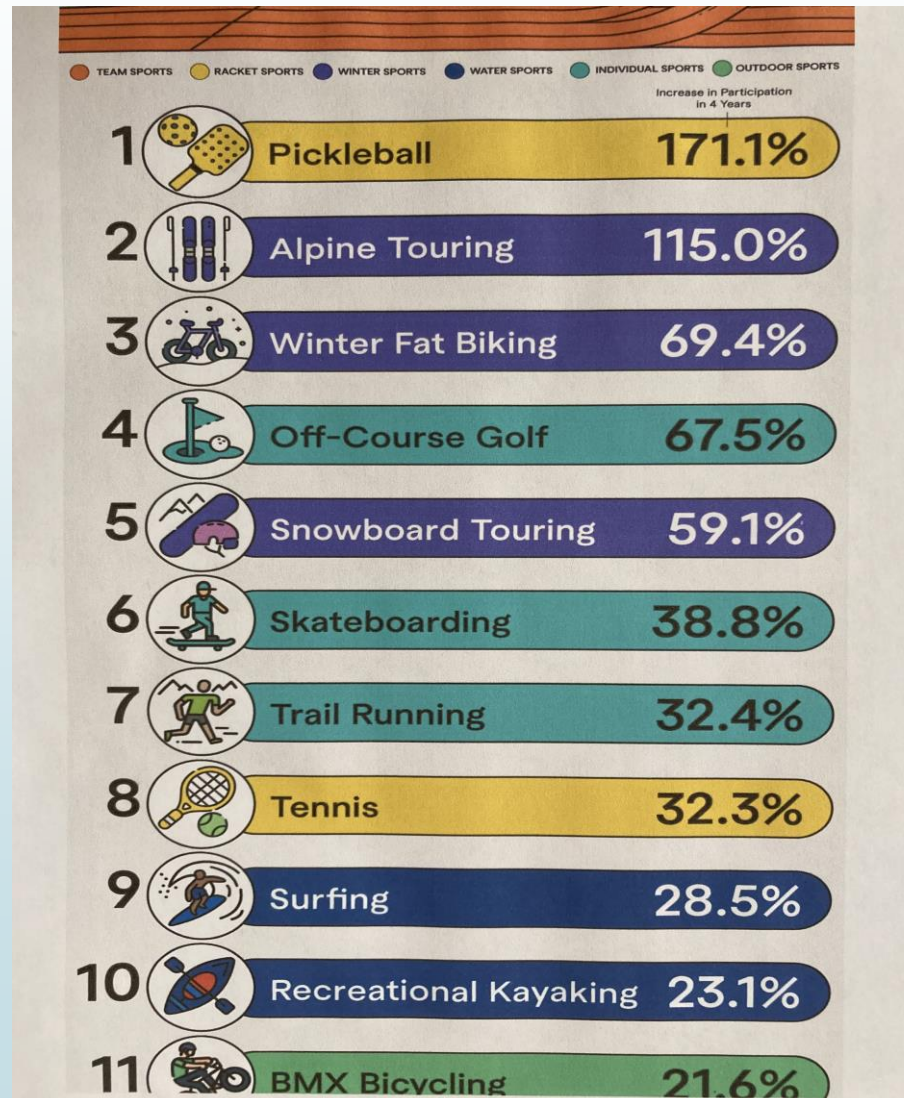 TEAM SPORTS RACKET SPORTS WINTER SPORTS WATER SPORTS INDIVIDUAL SPORTS OUTDOOR SPORTS
Increase in Participation
in 4 Years
1 Pickleball 171.1%
2 Alpine Touring 115.0%
3 Winter Fat Biking 69.4%
4 Off-Course Golf 67.5%
5 Snowboard Touring 59.1%
6 Skateboarding 38.8%
7 Trail Running 32.4%
8 Tennis 32.3%
9 Surfing 28.5%
10 Recreational Kayaking 23.1%
11 BMX Bicycling 21.6%